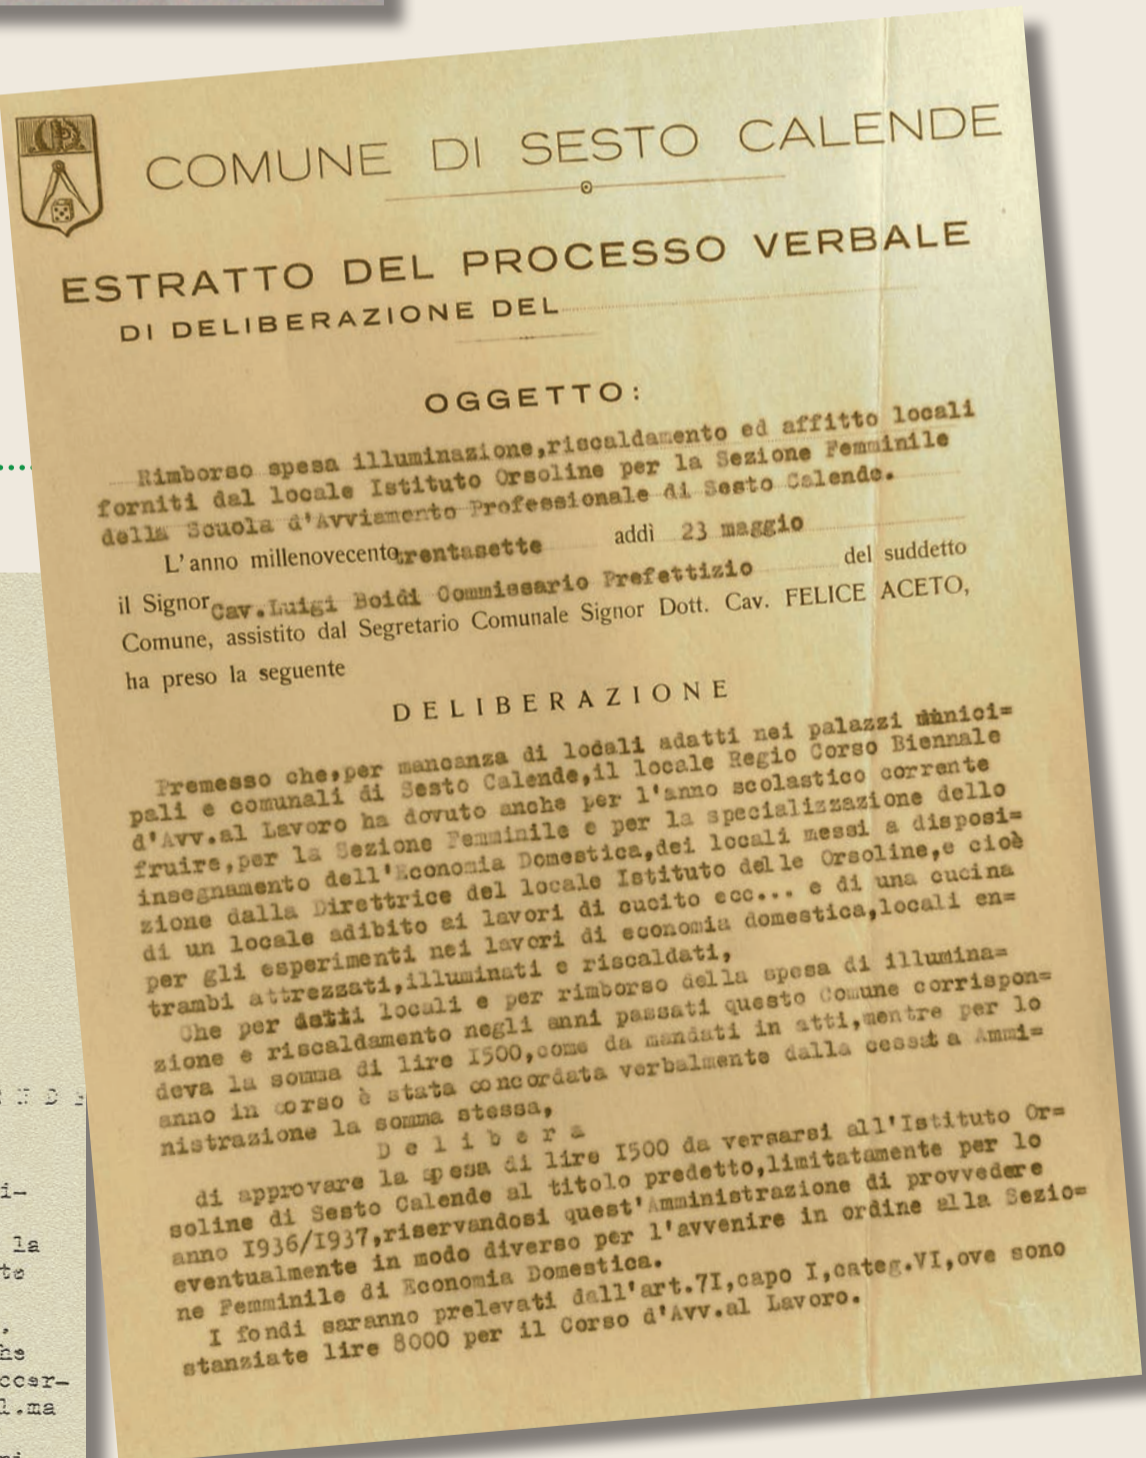 COMUNE DI SESTO CALENDE
ESTRATTO DEL PROCESSO VERBALE
DI DELIBERAZIONE DEL
OGGETTO:
Rimborso spesa illuminazione,riscaldamento ed affitto locali
forniti dal locale Istituto Orsoline per la Sezione Femminile
della Scuola d'Avviamento Professionale di Sesto Calende.
L'anno millenovecentotrentasette addì 23 maggio
il Signor Cav.Luigi Boidi Commissario Prefettizio del suddetto
Comune, assistito dal Segretario Comunale Signor Dott. Cav. FELICE ACETO,
ha preso la seguente
DELIBERAZIONE
Premesso che,per mancanza di locali adatti nei palazzi munici=
pali e comunali di Sesto Calende,il locale Regio Corso Biennale
d'Avv.al Lavoro ha dovuto anche per l'anno scolastico corrente
fruire,per la Sezione Femminile e per la specializzazione dello
insegnamento dell'Economia Domestica,dei locali messi a disposi=
zione dalla Direttrice del locale Istituto delle Orsoline,e cioè
di un locale adibito ai lavori di cucito ecc... e di una cucina
per gli esperimenti nei lavori di economia domestica,locali en=
trambi attrezzati,illuminati e riscaldati,
Che per detti locali e per rimborso della spesa di illumina=
zione e riscaldamento negli anni passati questo Comune corrispon=
deva la somma di lire I500,come da mandati in atti,mentre per lo
anno in corso è stata concordata verbalmente dalla cessata Ammi=
nistrazione la somma stessa,
Delibera
di approvare la spesa di lire I500 da versarsi all'Istituto Or=
soline di Sesto Calende al titolo predetto,limitatamente per lo
anno I936/I937,riservandosi quest'Amministrazione di provvedere
eventualmente in modo diverso per l'avvenire in ordine alla Sezio=
ne Femminile di Economia Domestica.
I fondi saranno prelevati dall'art.7I,capo I,categ.VI,ove sono
stanziate lire 8000 per il Corso d'Avv.al Lavoro.
i-
la
te
.
he
ccer-
l.ma